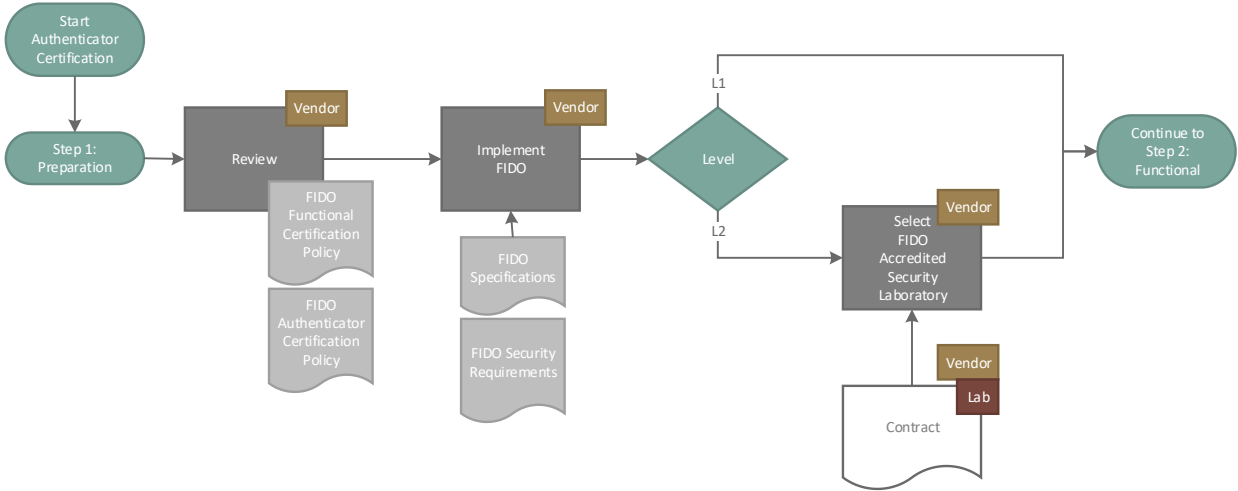 Start
Authenticator
Certification
Step 1:
Preparation
Vendor
Review
FIDO
Functional
Certification
Policy
FIDO
Authenticator
Certification
Policy
Vendor
Implement
FIDO
FIDO
Specifications
FIDO Security
Requirements
Level
L1
L2
Vendor
Select
FIDO
Accredited
Security
Laboratory
Vendor
Lab
Contract
Continue to
Step 2:
Functional